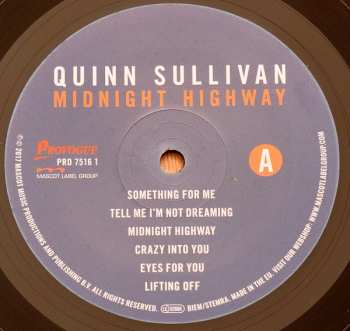 QUINN SULLIVAN
MIDNIGHT HIGHWAY
PROVOGUE
PRD 7516 1
MASCOT LABEL GROUP
A
SOMETHING FOR ME
TELL ME I'M NOT DREAMING
MIDNIGHT HIGHWAY
CRAZY INTO YOU
EYES FOR YOU
LIFTING OFF
℗ © 2017 MASCOT MUSIC PRODUCTIONS AND PUBLISHING B.V. ALL RIGHTS RESERVED. BIEM/STEMRA. MADE IN THE EU. VISIT OUR WEBSHOP: WWW.MASCOTLABELGROUP.COM